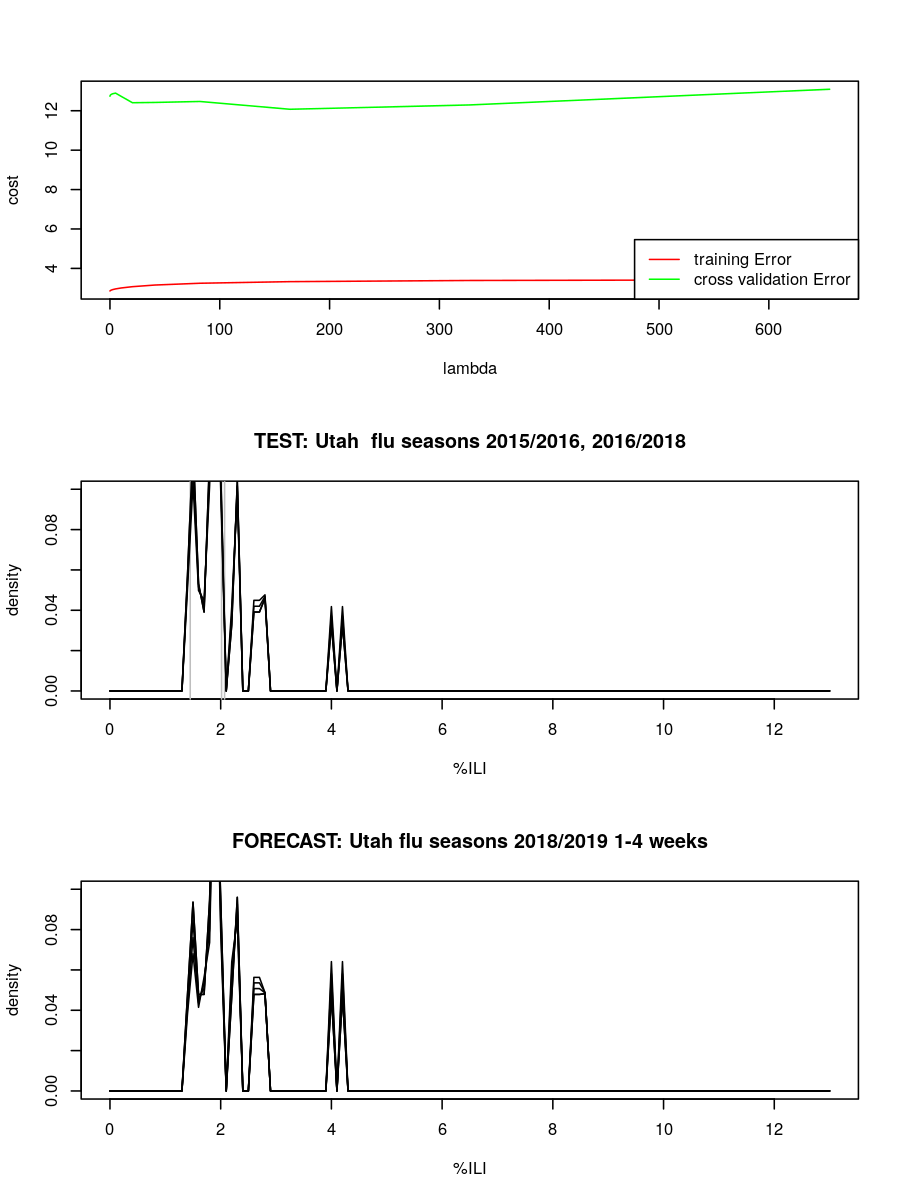 12
10
8
6
4
cost
training Error
cross validation Error
0 100 200 300 400 500 600
lambda
TEST: Utah  flu seasons 2015/2016, 2016/2018
0.08
0.04
0.00
density
0 2 4 6 8 10 12
%ILI
FORECAST: Utah flu seasons 2018/2019 1-4 weeks
0.08
0.04
0.00
density
0 2 4 6 8 10 12
%ILI